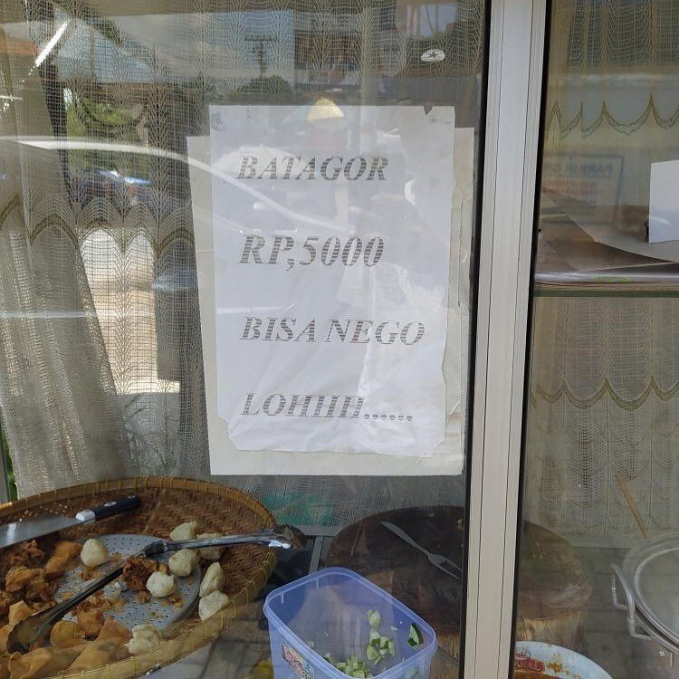 BATAGOR
RP,5000
BISA NEGO
LOHHH......